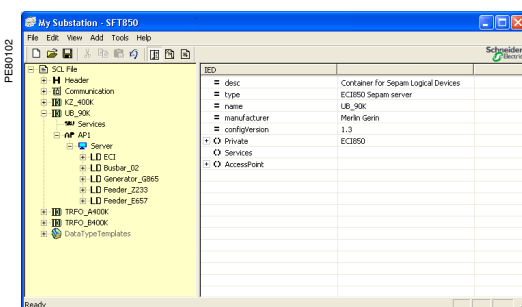 PE80102
My Substation - SFT850
File Edit View Add Tools Help
Schneider
Electric
SCL File
H Header
Communication
KZ_400K
UB_90K
Services
AP AP1
Server
LD ECI
LD Busbar_02
LD Generator_G865
LD Feeder_Z233
LD Feeder_E657
TRFO_A400K
TRFO_B400K
DataTypeTemplates
IED
= desc Container for Sepam Logical Devices
= type ECI850 Sepam server
= name UB_90K
= manufacturer Merlin Gerin
= configVersion 1.3
Private ECI850
Services
AccessPoint
Ready